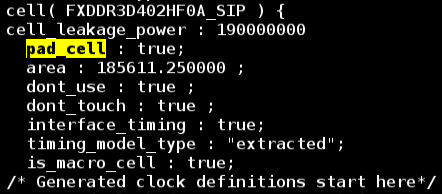 cell( FXDDR3D402HF0A_SIP ) {
cell_leakage_power : 190000000
pad_cell : true;
area : 185611.250000 ;
dont_use : true ;
dont_touch : true ;
interface_timing : true;
timing_model_type : "extracted";
is_macro_cell : true;
/* Generated clock definitions start here*/